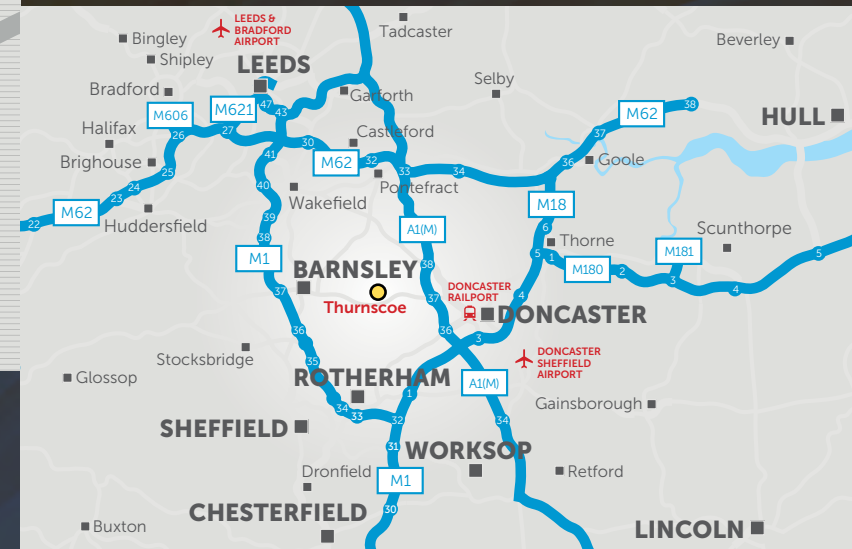 LEEDS &
BRADFORD
AIRPORT
Tadcaster
Bingley
Beverley
Shipley
LEEDS
Selby
Bradford
Garforth
M606
M621
47
43
M62
38
HULL
Halifax
26
27
Castleford
37
30
Brighouse
41
M62
32
33
34
36
Goole
25
24
40
Pontefract
23
Wakefield
M62
M18
22
Huddersfield
39
A1(M)
6
38
Thorne
Scunthorpe
M1
5
1
M180
2
M181
5
BARNSLEY
38
3
4
37
Thurnscoe
37
DONCASTER
RAILPORT
4
DONCASTER
36
36
3
Stocksbridge
35
DONCASTER
SHEFFIELD
AIRPORT
Glossop
ROTHERHAM
A1(M)
1
34
33
32
34
Gainsborough
SHEFFIELD
31
WORKSOP
Dronfield
M1
Retford
CHESTERFIELD
30
Buxton
LINCOLN